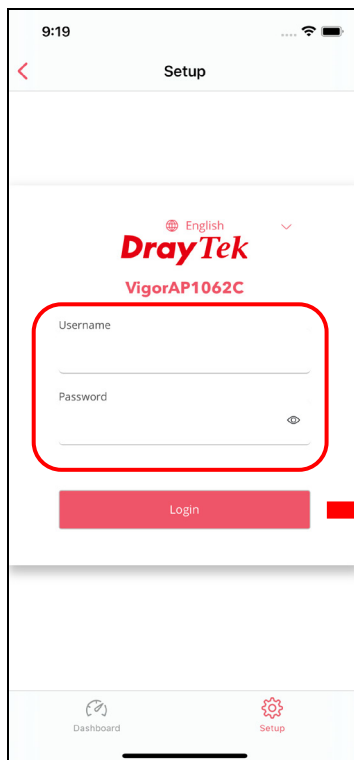 9:19
Setup
English
DrayTek
VigorAP1062C
Username
Password
Login
Dashboard
Setup